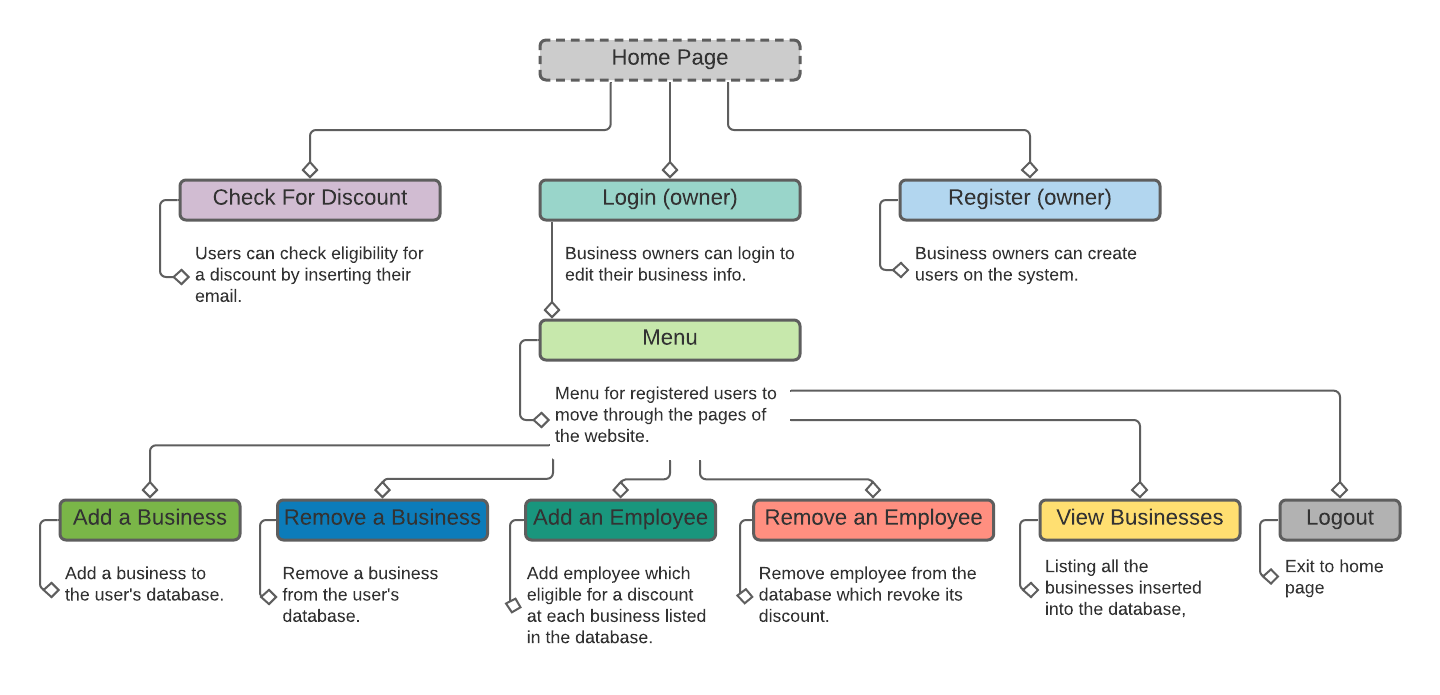 Home Page
Check For Discount
Login (owner)
Register (owner)
Users can check eligibility for
a discount by inserting their
email.
Business owners can login to
edit their business info.
Business owners can create
users on the system.
Menu
Menu for registered users to
move through the pages of
the website.
Add a Business
Remove a Business
Add an Employee
Remove an Employee
View Businesses
Logout
Add a business to
the user's database.
Remove a business
from the user's
database.
Add employee which
eligible for a discount
at each business listed
in the database.
Remove employee from the
database which revoke its
discount.
Listing all the
businesses inserted
into the database,
Exit to home
page